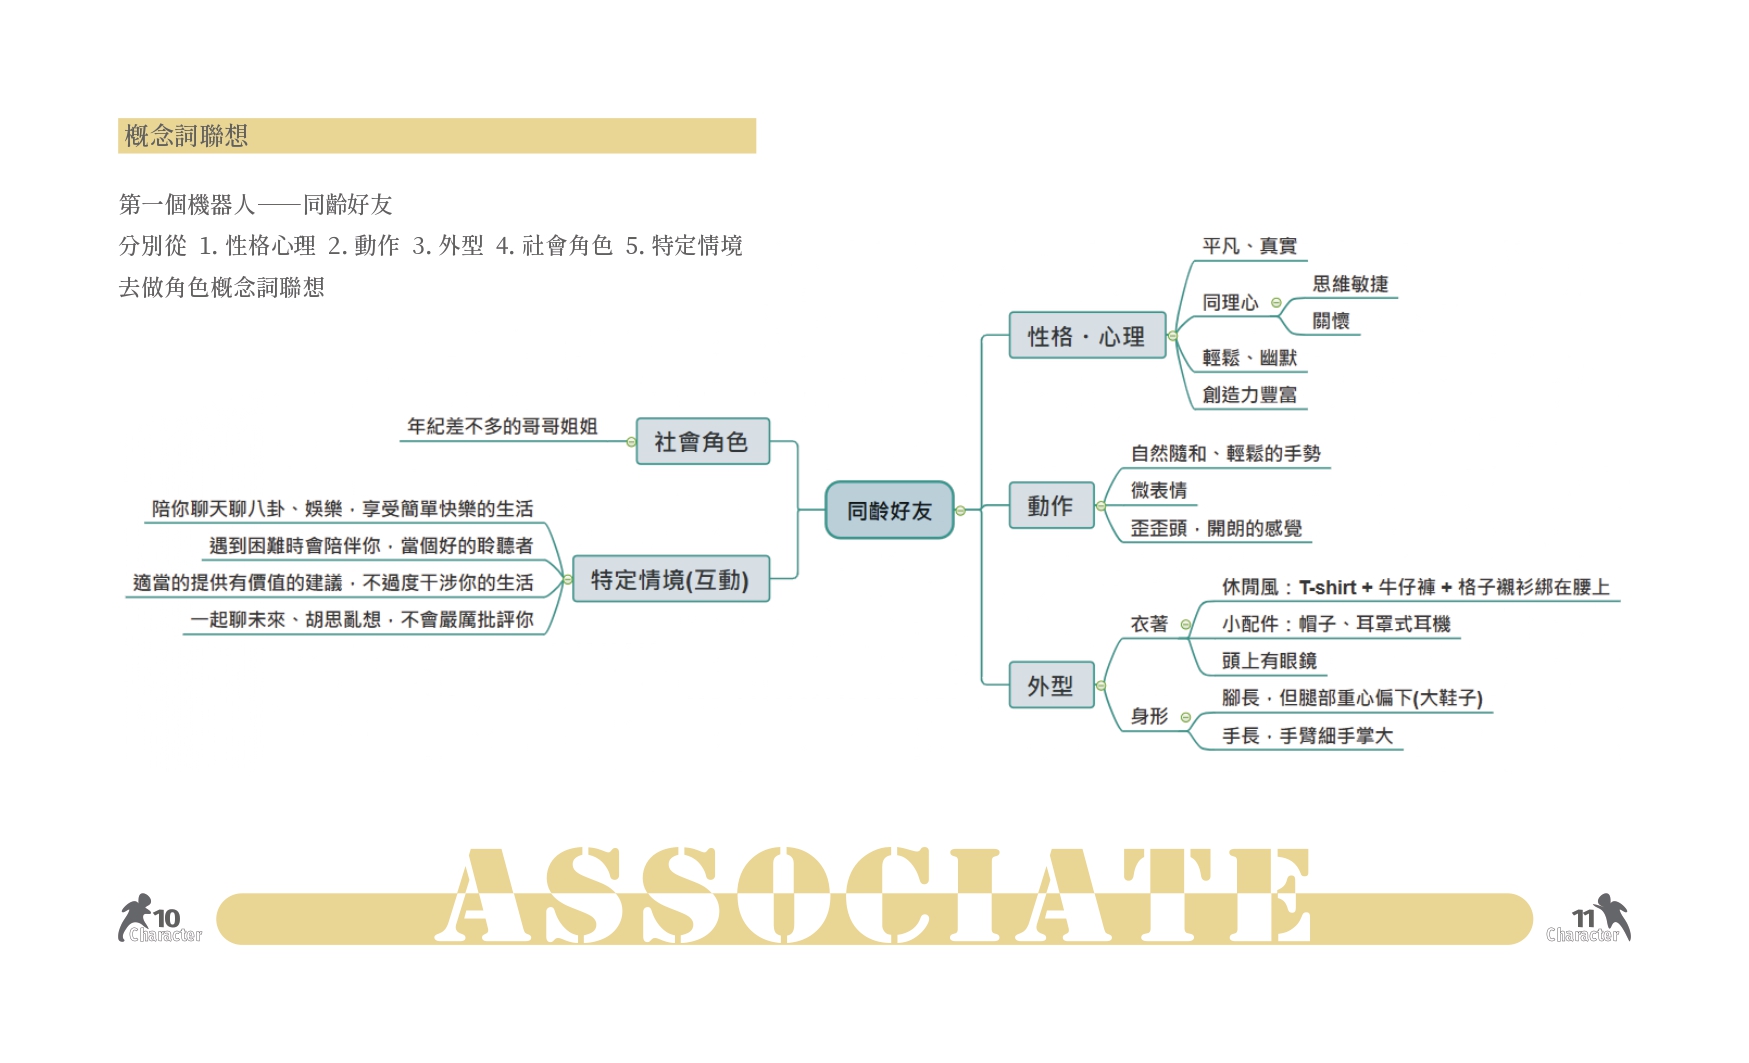 概念詞聯想
第一個機器人——同齡好友
分別從 1. 性格心理 2. 動作 3. 外型 4. 社會角色 5. 特定情境
去做角色概念詞聯想
同齡好友
性格・心理
平凡、真實
同理心
思維敏捷
關懷
輕鬆、幽默
創造力豐富
動作
自然隨和、輕鬆的手勢
微表情
歪歪頭，開朗的感覺
外型
衣著
休閒風：T-shirt + 牛仔褲 + 格子襯衫綁在腰上
小配件：帽子、耳罩式耳機
頭上有眼鏡
身形
腳長，但腿部重心偏下(大鞋子)
手長，手臂細手掌大
社會角色
年紀差不多的哥哥姐姐
特定情境(互動)
陪你聊天聊八卦、娛樂，享受簡單快樂的生活
遇到困難時會陪伴你，當個好的聆聽者
適當的提供有價值的建議，不過度干涉你的生活
一起聊未來、胡思亂想，不會嚴厲批評你
ASSOCIATE
10
Character
11
Character